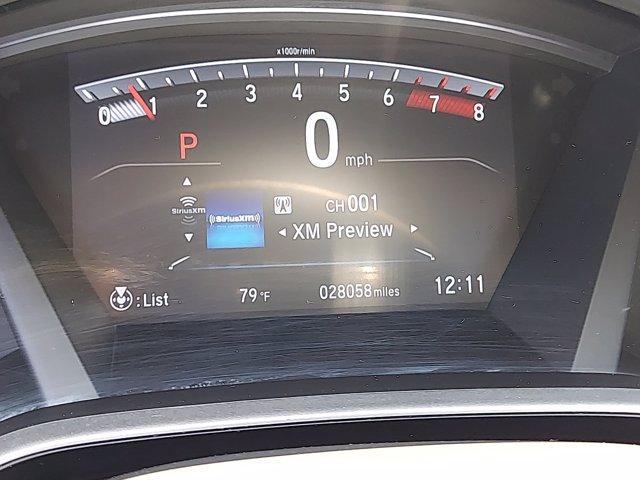 x1000r/min
0 1 2 3 4 5 6 7 8
P
0 mph
SiriusXM
((SiriusXM))
CH 001
XM Preview
: List
79 °F
028058 miles
12:11